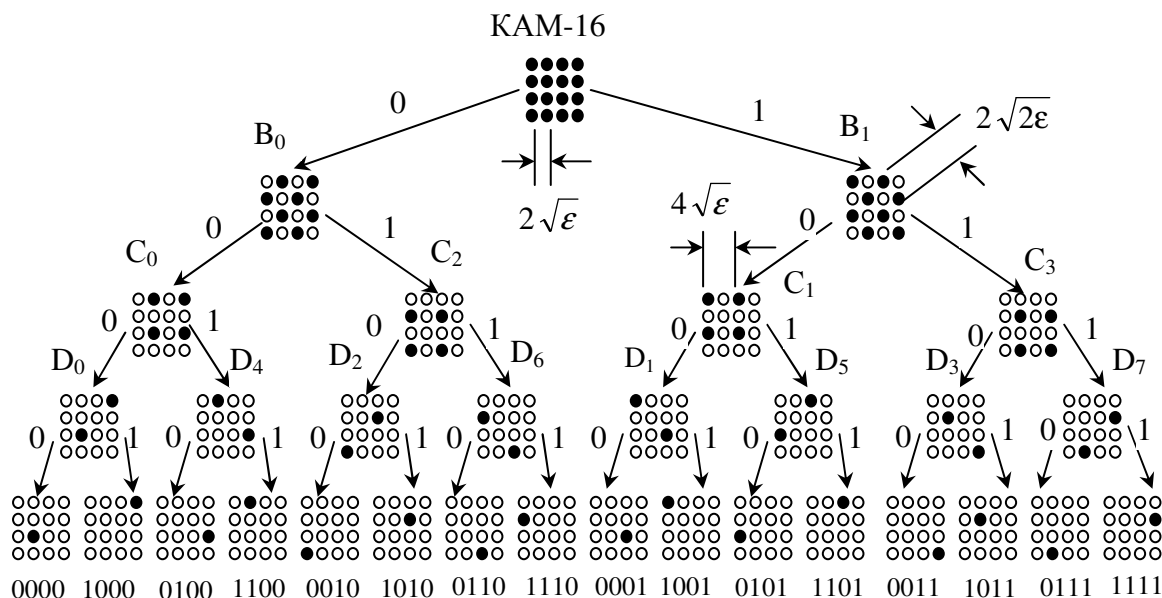 КАМ-16
0 1
B₀ B₁ 2√2ε
2√ε 4√ε
0 1 0 1
C₀ C₂ C₁ C₃
0 1 0 1 0 1 0 1
D₀ D₄ D₂ D₆ D₁ D₅ D₃ D₇
0 1 0 1 0 1 0 1 0 1 0 1 0 1 0 1
0000 1000 0100 1100 0010 1010 0110 1110 0001 1001 0101 1101 0011 1011 0111 1111